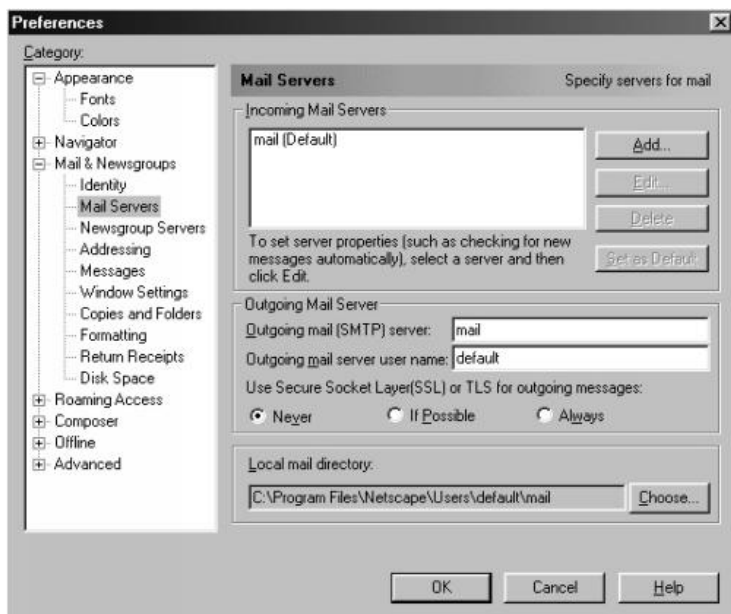 Preferences
Category:
Appearance
Fonts
Colors
Navigator
Mail & Newsgroups
Identity
Mail Servers
Newsgroup Servers
Addressing
Messages
Window Settings
Copies and Folders
Formatting
Return Receipts
Disk Space
Roaming Access
Composer
Offline
Advanced
Mail Servers Specify servers for mail
Incoming Mail Servers
mail (Default)
Add...
Edit...
Delete
Set as Default
To set server properties (such as checking for new
messages automatically), select a server and then
click Edit.
Outgoing Mail Server
Outgoing mail (SMTP) server: mail
Outgoing mail server user name: default
Use Secure Socket Layer(SSL) or TLS for outgoing messages:
Never If Possible Always
Local mail directory:
C:\Program Files\Netscape\Users\default\mail Choose...
OK Cancel Help